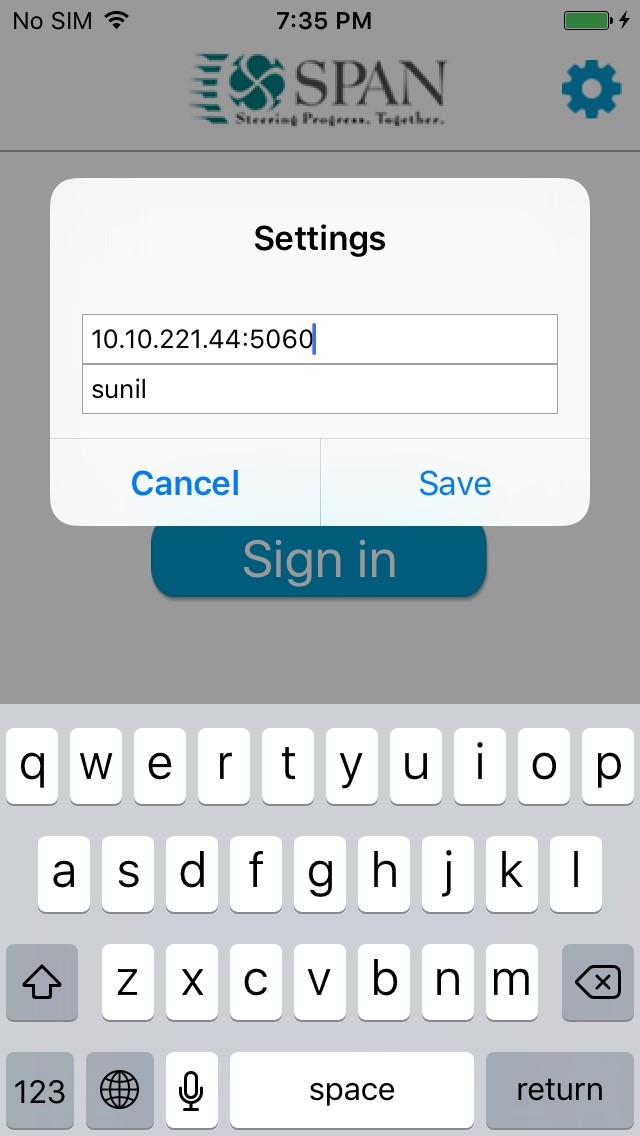 No SIM 7:35 PM
SPAN
Steering Progress. Together.
Settings
10.10.221.44:5060
sunil
Cancel Save
Sign in
q w e r t y u i o p
a s d f g h j k l
z x c v b n m
123 space return